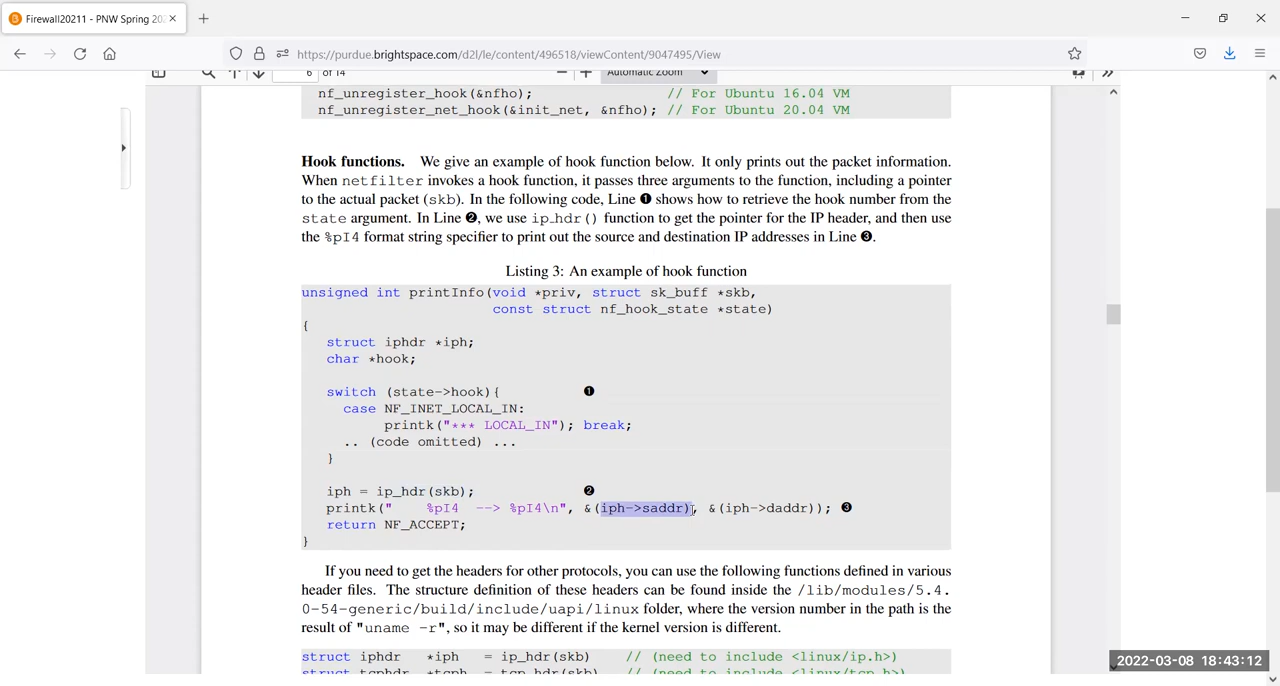 Firewall20211 - PNW Spring 202
https://purdue.brightspace.com/d2l/le/content/496518/viewContent/9047495/View
6 of 14 Automatic Zoom
nf_unregister_hook(&nfho); // For Ubuntu 16.04 VM
nf_unregister_net_hook(&init_net, &nfho); // For Ubuntu 20.04 VM
Hook functions. We give an example of hook function below. It only prints out the packet information.
When netfilter invokes a hook function, it passes three arguments to the function, including a pointer
to the actual packet (skb). In the following code, Line ❶ shows how to retrieve the hook number from the
state argument. In Line ❷, we use ip_hdr() function to get the pointer for the IP header, and then use
the %pI4 format string specifier to print out the source and destination IP addresses in Line ❸.
Listing 3: An example of hook function
unsigned int printInfo(void *priv, struct sk_buff *skb,
const struct nf_hook_state *state)
{
struct iphdr *iph;
char *hook;
switch (state->hook){ ❶
case NF_INET_LOCAL_IN:
printk("*** LOCAL_IN"); break;
.. (code omitted) ...
}
iph = ip_hdr(skb); ❷
printk("    %pI4  --> %pI4\n", &(iph->saddr), &(iph->daddr)); ❸
return NF_ACCEPT;
}
If you need to get the headers for other protocols, you can use the following functions defined in various
header files. The structure definition of these headers can be found inside the /lib/modules/5.4.
0-54-generic/build/include/uapi/linux folder, where the version number in the path is the
result of "uname -r", so it may be different if the kernel version is different.
struct iphdr *iph = ip_hdr(skb) // (need to include <linux/ip.h>)
struct tcphdr *tcph = tcp_hdr(skb) // (need to include <linux/tcp.h>)
2022-03-08 18:43:12